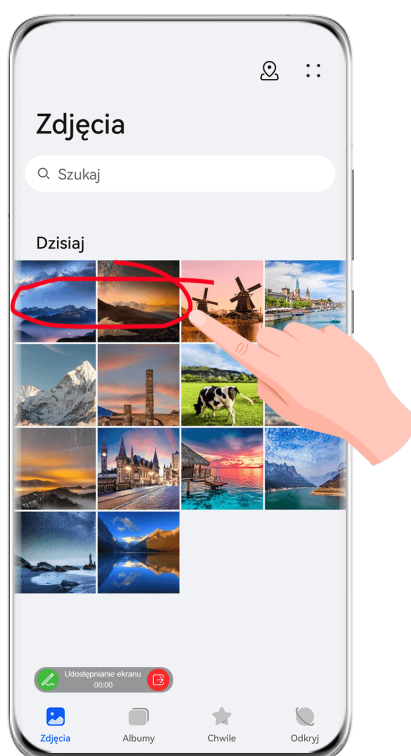 Zdjęcia
Szukaj
Dzisiaj
Udostępnianie ekranu
00:00
Zdjęcia
Albumy
Chwile
Odkryj